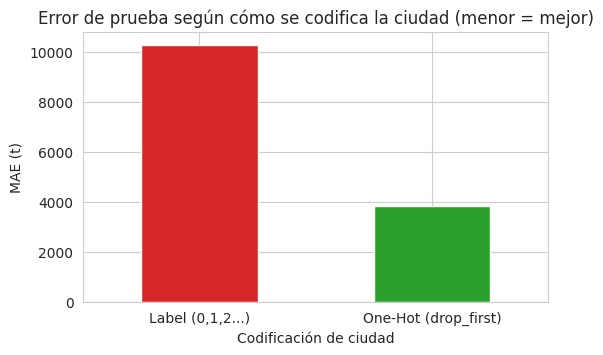 Error de prueba según cómo se codifica la ciudad (menor = mejor)
10000
8000
6000
4000
2000
0
MAE (t)
Label (0,1,2...)
One-Hot (drop_first)
Codificación de ciudad